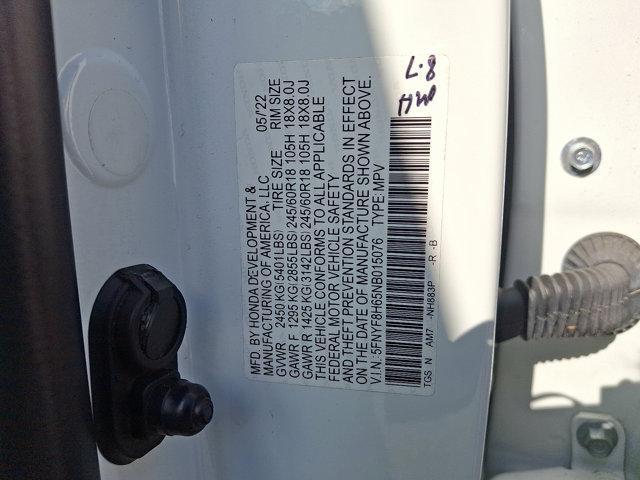 MFD. BY HONDA DEVELOPMENT & 05/'22
MANUFACTURING OF AMERICA, LLC
GVWR 2450 KG(5401LBS) TIRE SIZE RIM SIZE
GAWR F 1295 KG(2855LBS) 245/60R18 105H 18X8.0J
GAWR R 1425 KG(3142LBS) 245/60R18 105H 18X8.0J
THIS VEHICLE CONFORMS TO ALL APPLICABLE
FEDERAL MOTOR VEHICLE SAFETY
AND THEFT PREVENTION STANDARDS IN EFFECT
ON THE DATE OF MANUFACTURE SHOWN ABOVE.
V.I.N.: 5FNYF8H65NB015076 TYPE: MPV
TGS N AM7 -NH883P -R -B